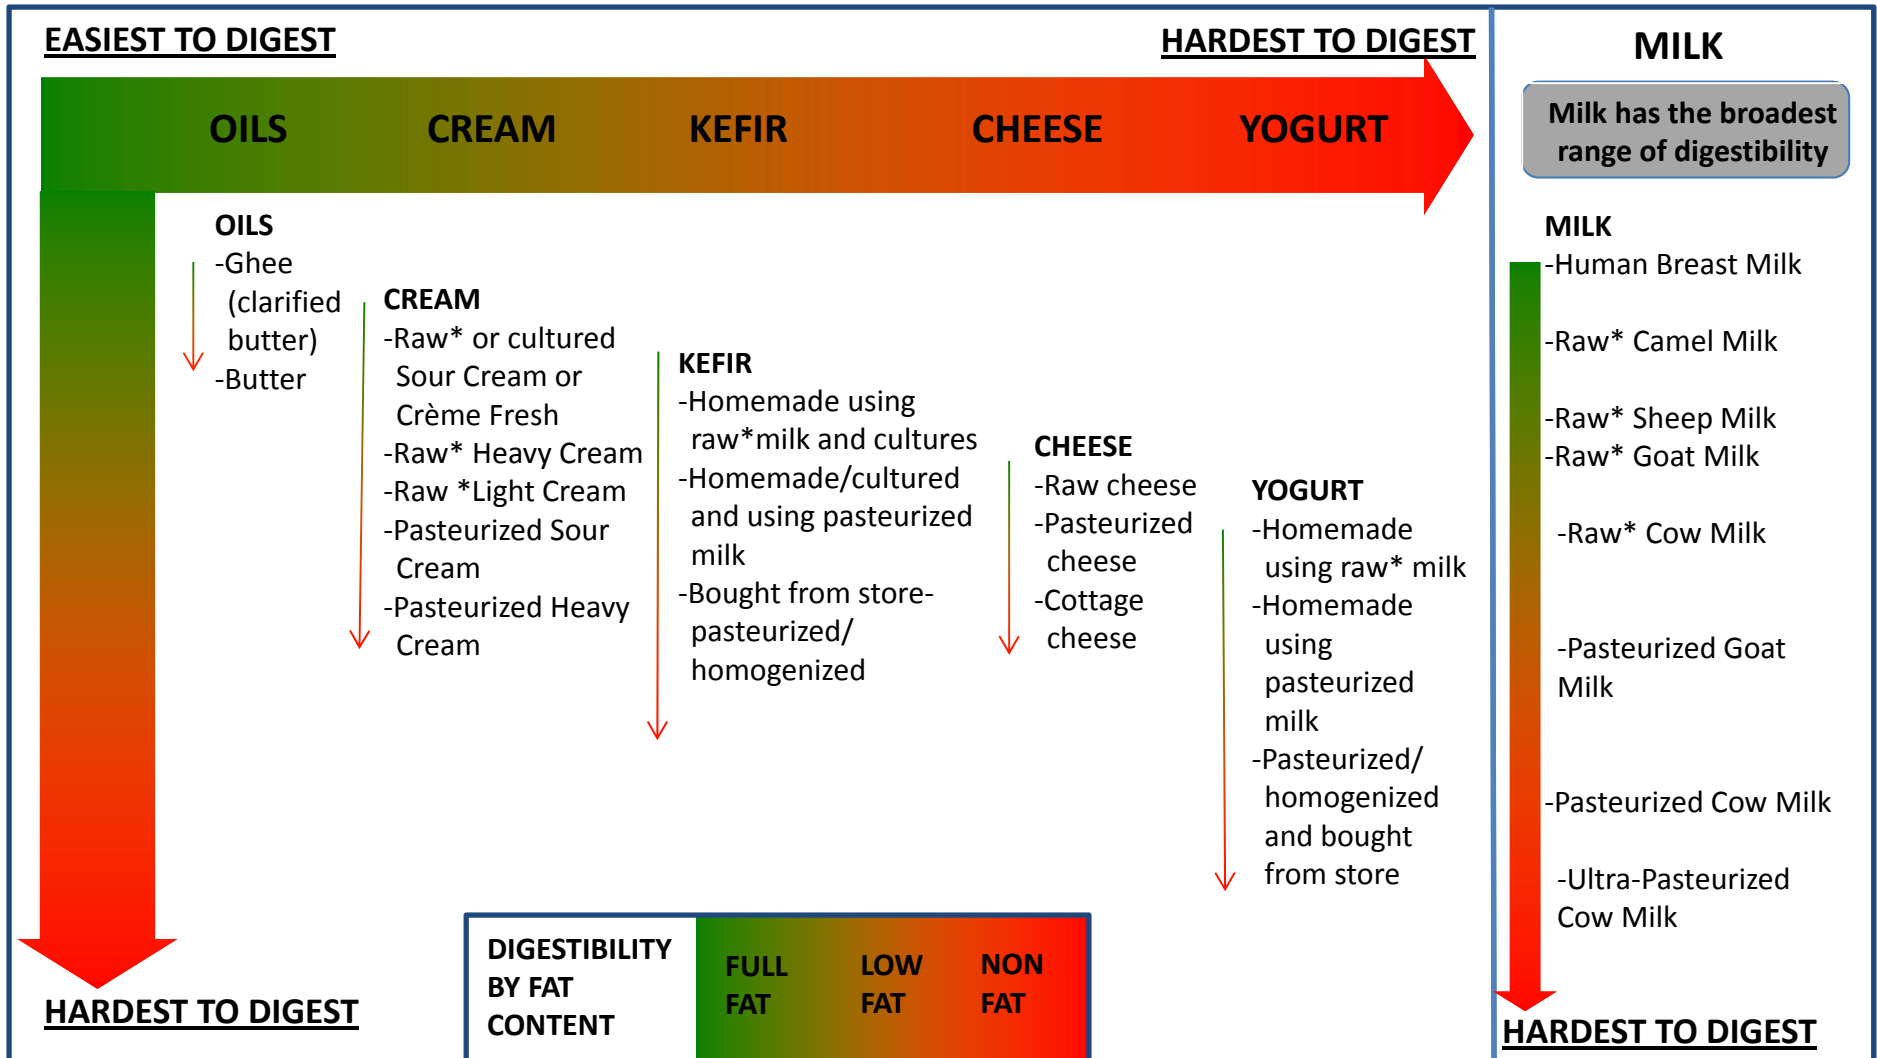 EASIEST TO DIGEST
HARDEST TO DIGEST
OILS
CREAM
KEFIR
CHEESE
YOGURT
OILS
-Ghee
(clarified
butter)
-Butter
CREAM
-Raw* or cultured
Sour Cream or
Crème Fresh
-Raw* Heavy Cream
-Raw *Light Cream
-Pasteurized Sour
Cream
-Pasteurized Heavy
Cream
KEFIR
-Homemade using
raw*milk and cultures
-Homemade/cultured
and using pasteurized
milk
-Bought from store-
pasteurized/
homogenized
CHEESE
-Raw cheese
-Pasteurized
cheese
-Cottage
cheese
YOGURT
-Homemade
using raw* milk
-Homemade
using
pasteurized
milk
-Pasteurized/
homogenized
and bought
from store
HARDEST TO DIGEST
DIGESTIBILITY
BY FAT
CONTENT
FULL
FAT
LOW
FAT
NON
FAT
MILK
Milk has the broadest
range of digestibility
MILK
-Human Breast Milk
-Raw* Camel Milk
-Raw* Sheep Milk
-Raw* Goat Milk
-Raw* Cow Milk
-Pasteurized Goat
Milk
-Pasteurized Cow Milk
-Ultra-Pasteurized
Cow Milk
HARDEST TO DIGEST